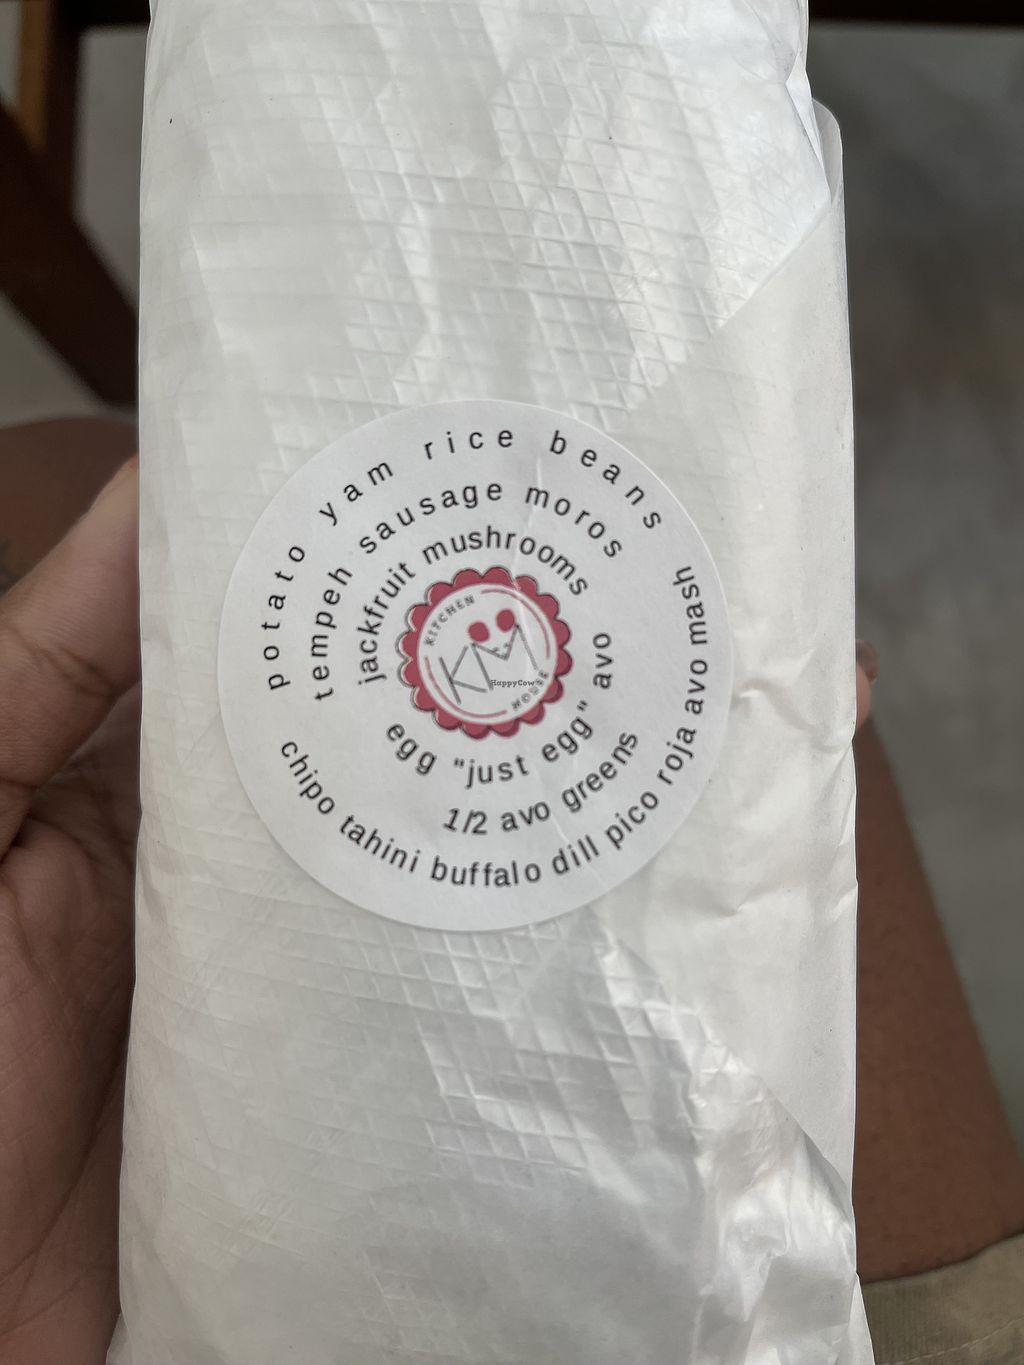 potato yam rice beans
tempeh sausage moros
jackfruit mushrooms
KITCHEN
KM
HappyCow
HOUSE
egg "just egg" avo
1/2 avo greens
chipo tahini buffalo dill pico roja avo mash